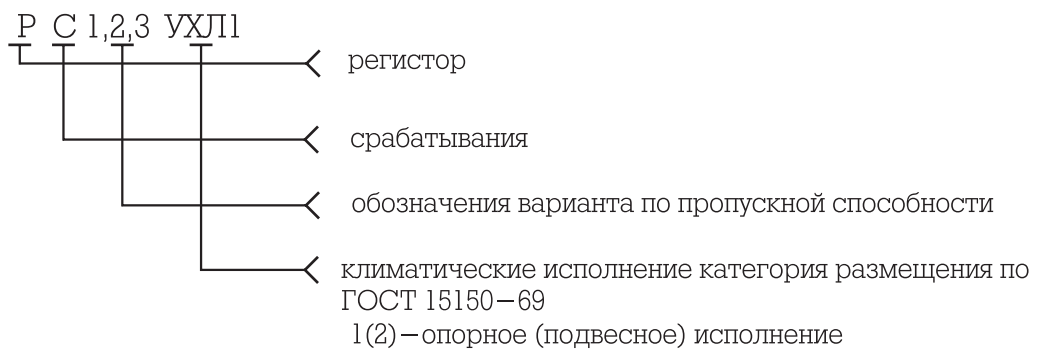 Р С 1,2,3 УХЛ1
регистор
срабатывания
обозначения варианта по пропускной способности
климатические исполнение категория размещения по
ГОСТ 15150—69
1(2)—опорное (подвесное) исполнение